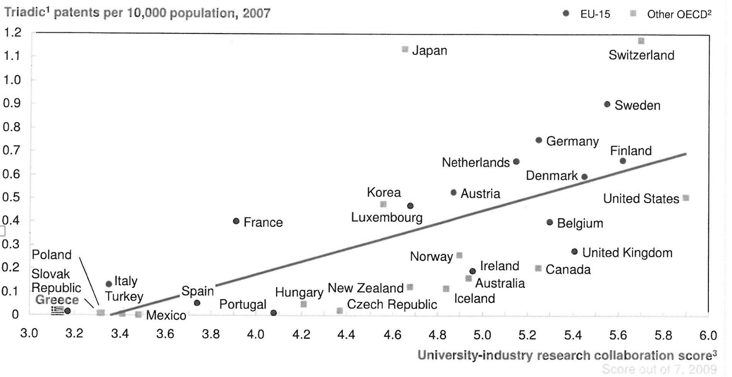 Triadic¹ patents per 10,000 population, 2007
EU-15 Other OECD²
1.2
1.1
1.0
0.9
0.8
0.7
0.6
0.5
0.4
0.3
0.2
0.1
0
Japan
Switzerland
Sweden
Germany
Finland
Netherlands
Denmark
Korea
Austria
United States
Luxembourg
France
Belgium
Poland
Norway
United Kingdom
Slovak
Republic
Italy
Ireland
Canada
Greece
Turkey
Spain
Hungary
New Zealand
Australia
Portugal
Czech Republic
Iceland
Mexico
3.0 3.2 3.4 3.6 3.8 4.0 4.2 4.4 4.6 4.8 5.0 5.2 5.4 5.6 5.8 6.0
University-industry research collaboration score³
Score out of 7, 2009